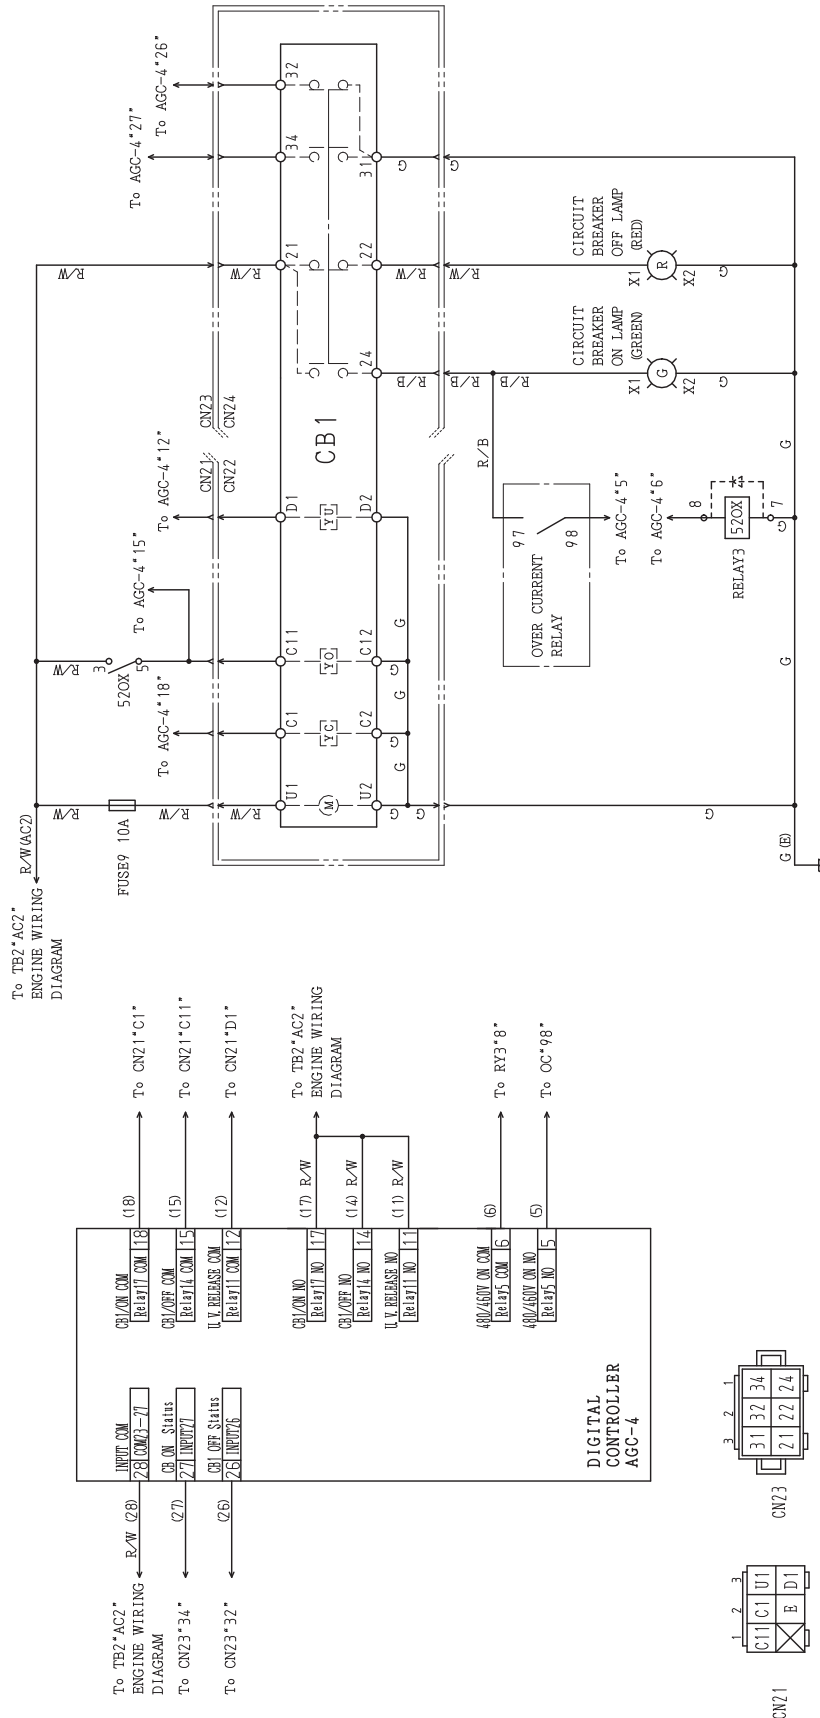 To TB2“AC2”
ENGINE WIRING
DIAGRAM
R/W (28)
To CN23“34”
(27)
To CN23“32”
(26)
INPUT COM
28 COM23-27
CB ON Status
27 INPUT27
CB1 OFF Status
26 INPUT26
DIGITAL
CONTROLLER
AGC-4
CB1/ON COM
Relay17 COM 18
(18)
To CN21“C1”
CB1/OFF COM
Relay14 COM 15
(15)
To CN21“C11”
U.V.RELEASE COM
Relay11 COM 12
(12)
To CN21“D1”
CB1/ON NO
Relay17 NO 17
(17) R/W
CB1/OFF NO
Relay14 NO 14
(14) R/W
U.V.RELEASE NO
Relay11 NO 11
(11) R/W
To TB2“AC2”
ENGINE WIRING
DIAGRAM
480/460V ON COM
Relay5 COM 6
(6)
To RY3“8”
480/460V ON NO
Relay5 NO 5
(5)
To OC“98”
CN21
1 2 3
C11 C1 U1
E D1
CN23
3 2 1
31 32 34
21 22 24
To TB2“AC2”
ENGINE WIRING
DIAGRAM
R/W(AC2)
R/W
FUSE9 10A
R/W
R/W
R/W
3
52OX
5
To AGC-4“18”
To AGC-4“15”
To AGC-4“12”
CN21
CN22
CN23
CN24
R/W
R/W
To AGC-4“27”
To AGC-4“26”
U1
C1
C11
D1
21
34
32
M
YC
YO
YU
CB1
U2
C2
C12
D2
24
22
31
G
G
G
G
G
G
G
R/B
R/B
R/B
R/B
R/W
R/W
G
G
OVER CURRENT
RELAY
97
98
To AGC-4“5”
To AGC-4“6”
RELAY3
8
52OX
7
G
CIRCUIT
BREAKER
ON LAMP
(GREEN)
X1
G
X2
G
CIRCUIT
BREAKER
OFF LAMP
(RED)
X1
R
X2
G
G (E)
G
G